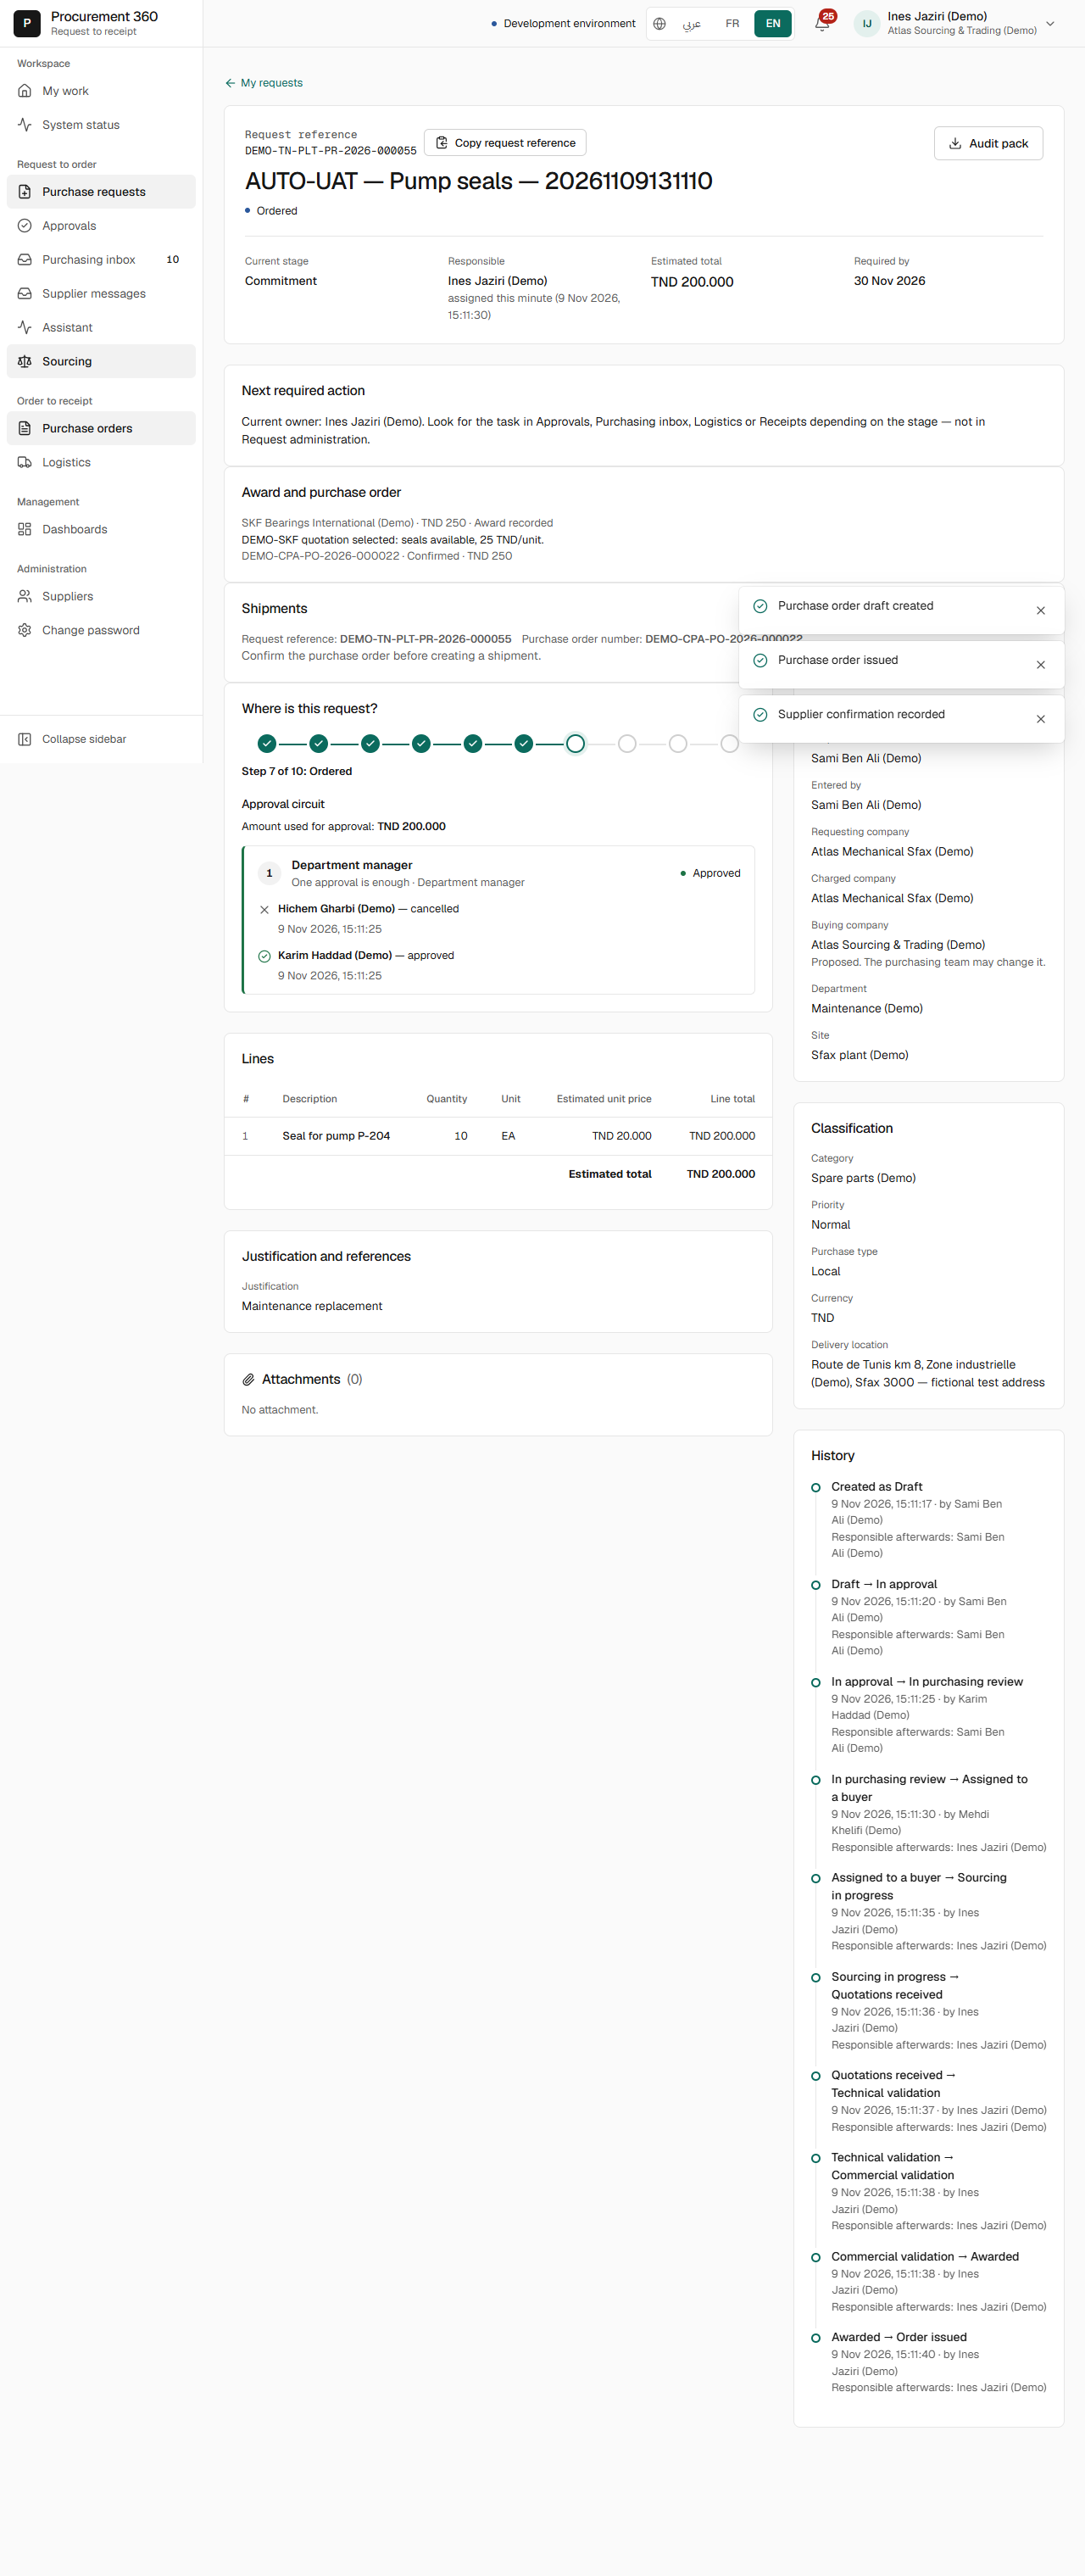 P
Procurement 360
Request to receipt
Development environment
عربي
FR
EN
25
IJ
Ines Jaziri (Demo)
Atlas Sourcing & Trading (Demo)
Workspace
My work
System status
Request to order
Purchase requests
Approvals
Purchasing inbox 10
Supplier messages
Assistant
Sourcing
Order to receipt
Purchase orders
Logistics
Management
Dashboards
Administration
Suppliers
Change password
Collapse sidebar
My requests
Request reference
DEMO-TN-PLT-PR-2026-000055
Copy request reference
Audit pack
AUTO-UAT — Pump seals — 20261109131110
Ordered
Current stage
Commitment
Responsible
Ines Jaziri (Demo)
assigned this minute (9 Nov 2026,
15:11:30)
Estimated total
TND 200.000
Required by
30 Nov 2026
Next required action
Current owner: Ines Jaziri (Demo). Look for the task in Approvals, Purchasing inbox, Logistics or Receipts depending on the stage — not in
Request administration.
Award and purchase order
SKF Bearings International (Demo) · TND 250 · Award recorded
DEMO-SKF quotation selected: seals available, 25 TND/unit.
DEMO-CPA-PO-2026-000022 · Confirmed · TND 250
Shipments
Request reference: DEMO-TN-PLT-PR-2026-000055 Purchase order number: DEMO-CPA-PO-2026-000022
Confirm the purchase order before creating a shipment.
Purchase order draft created
Purchase order issued
Supplier confirmation recorded
Where is this request?
Step 7 of 10: Ordered
Approval circuit
Amount used for approval: TND 200.000
1
Department manager
One approval is enough · Department manager
Approved
Hichem Gharbi (Demo) — cancelled
9 Nov 2026, 15:11:25
Karim Haddad (Demo) — approved
9 Nov 2026, 15:11:25
Lines
# Description Quantity Unit Estimated unit price Line total
1 Seal for pump P-204 10 EA TND 20.000 TND 200.000
Estimated total TND 200.000
Justification and references
Justification
Maintenance replacement
Attachments (0)
No attachment.
Sami Ben Ali (Demo)
Entered by
Sami Ben Ali (Demo)
Requesting company
Atlas Mechanical Sfax (Demo)
Charged company
Atlas Mechanical Sfax (Demo)
Buying company
Atlas Sourcing & Trading (Demo)
Proposed. The purchasing team may change it.
Department
Maintenance (Demo)
Site
Sfax plant (Demo)
Classification
Category
Spare parts (Demo)
Priority
Normal
Purchase type
Local
Currency
TND
Delivery location
Route de Tunis km 8, Zone industrielle
(Demo), Sfax 3000 — fictional test address
History
Created as Draft
9 Nov 2026, 15:11:17 · by Sami Ben
Ali (Demo)
Responsible afterwards: Sami Ben
Ali (Demo)
Draft → In approval
9 Nov 2026, 15:11:20 · by Sami Ben
Ali (Demo)
Responsible afterwards: Sami Ben
Ali (Demo)
In approval → In purchasing review
9 Nov 2026, 15:11:25 · by Karim
Haddad (Demo)
Responsible afterwards: Sami Ben
Ali (Demo)
In purchasing review → Assigned to
a buyer
9 Nov 2026, 15:11:30 · by Mehdi
Khelifi (Demo)
Responsible afterwards: Ines Jaziri (Demo)
Assigned to a buyer → Sourcing
in progress
9 Nov 2026, 15:11:35 · by Ines
Jaziri (Demo)
Responsible afterwards: Ines Jaziri (Demo)
Sourcing in progress →
Quotations received
9 Nov 2026, 15:11:36 · by Ines
Jaziri (Demo)
Responsible afterwards: Ines Jaziri (Demo)
Quotations received →
Technical validation
9 Nov 2026, 15:11:37 · by Ines Jaziri (Demo)
Responsible afterwards: Ines Jaziri (Demo)
Technical validation →
Commercial validation
9 Nov 2026, 15:11:38 · by Ines
Jaziri (Demo)
Responsible afterwards: Ines Jaziri (Demo)
Commercial validation → Awarded
9 Nov 2026, 15:11:38 · by Ines
Jaziri (Demo)
Responsible afterwards: Ines Jaziri (Demo)
Awarded → Order issued
9 Nov 2026, 15:11:40 · by Ines
Jaziri (Demo)
Responsible afterwards: Ines Jaziri (Demo)